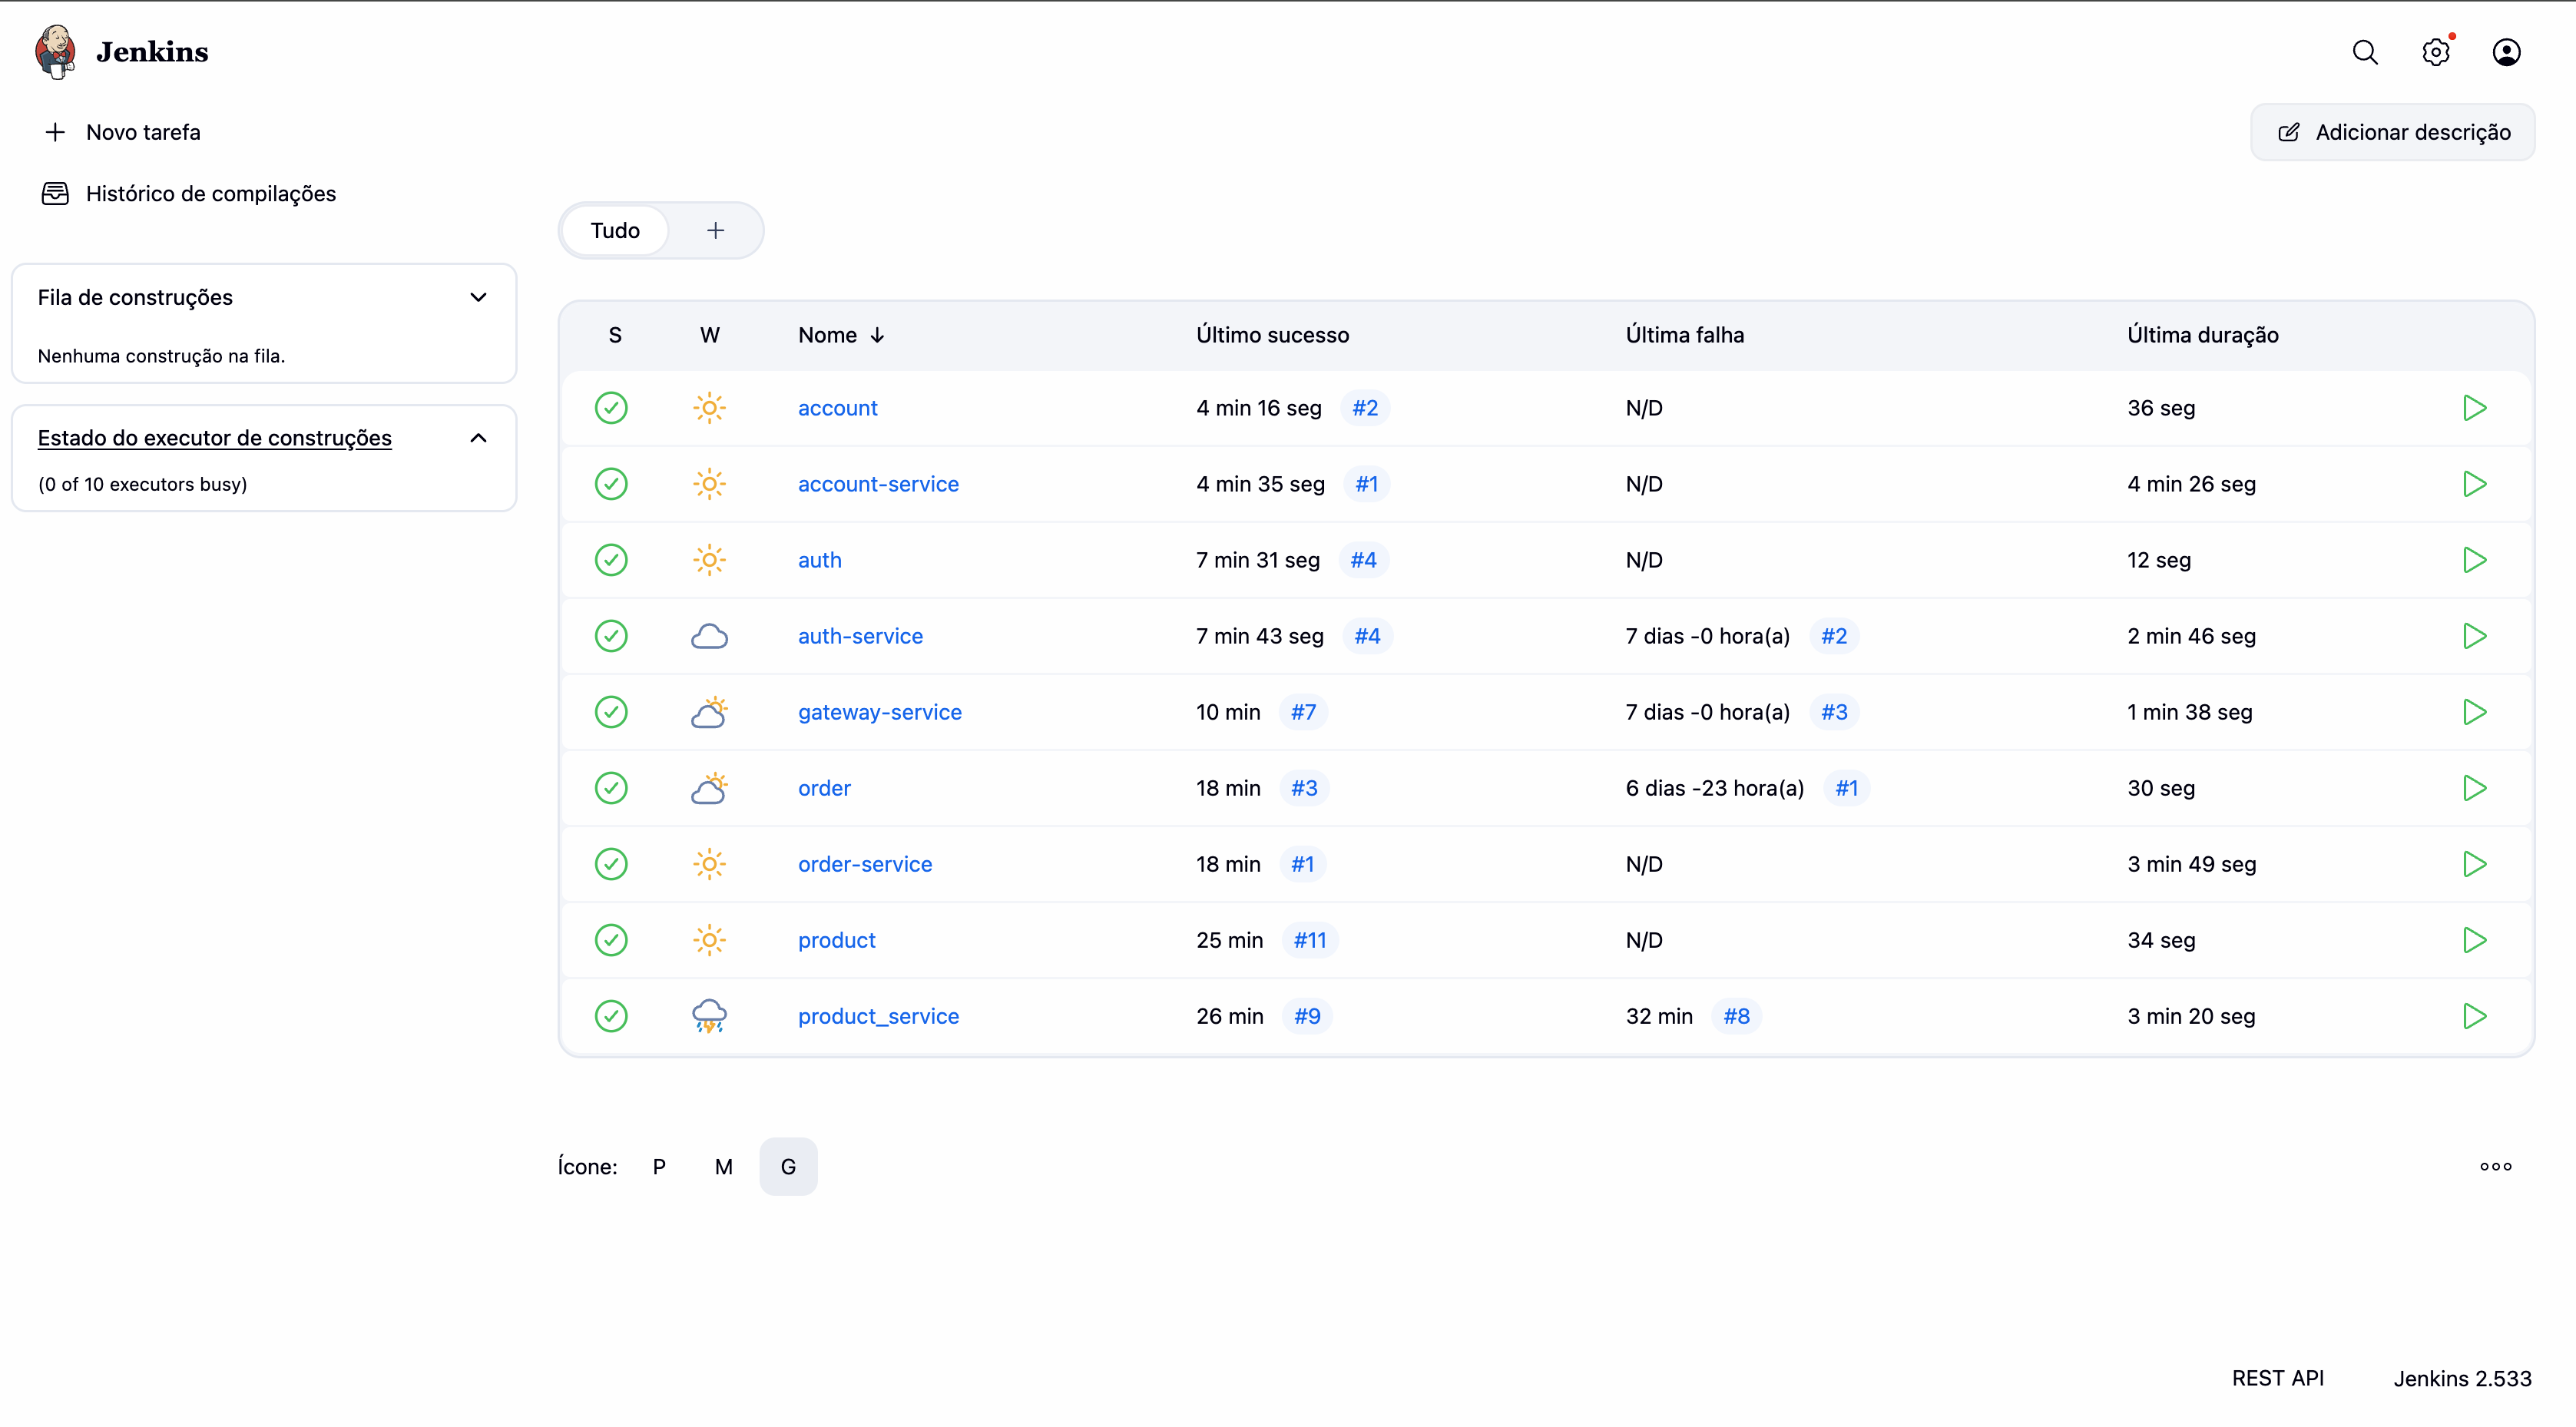 Jenkins
Novo tarefa
Adicionar descrição
Histórico de compilações
Tudo
Fila de construções
Nenhuma construção na fila.
Estado do executor de construções
(0 of 10 executors busy)
S W Nome ↓ Último sucesso Última falha Última duração
account 4 min 16 seg #2 N/D 36 seg
account-service 4 min 35 seg #1 N/D 4 min 26 seg
auth 7 min 31 seg #4 N/D 12 seg
auth-service 7 min 43 seg #4 7 dias -0 hora(a) #2 2 min 46 seg
gateway-service 10 min #7 7 dias -0 hora(a) #3 1 min 38 seg
order 18 min #3 6 dias -23 hora(a) #1 30 seg
order-service 18 min #1 N/D 3 min 49 seg
product 25 min #11 N/D 34 seg
product_service 26 min #9 32 min #8 3 min 20 seg
Ícone: P M G
REST API Jenkins 2.533